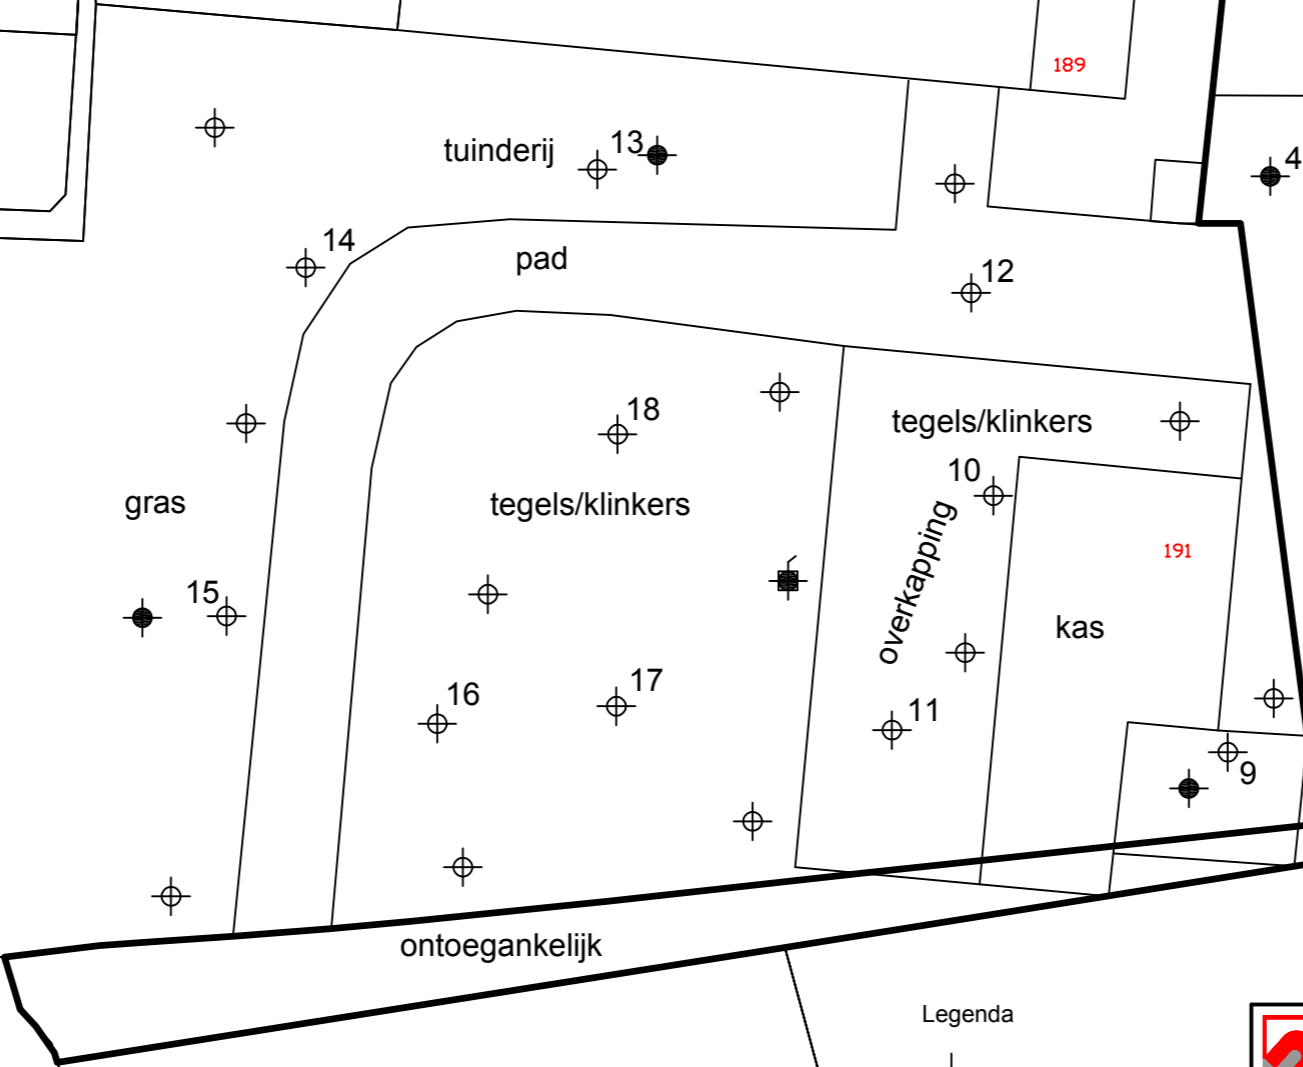 189
tuinderij
13
4
14
pad
12
18
tegels/klinkers
10
gras
tegels/klinkers
overkapping
191
15
kas
16
17
11
9
ontoegankelijk
Legenda